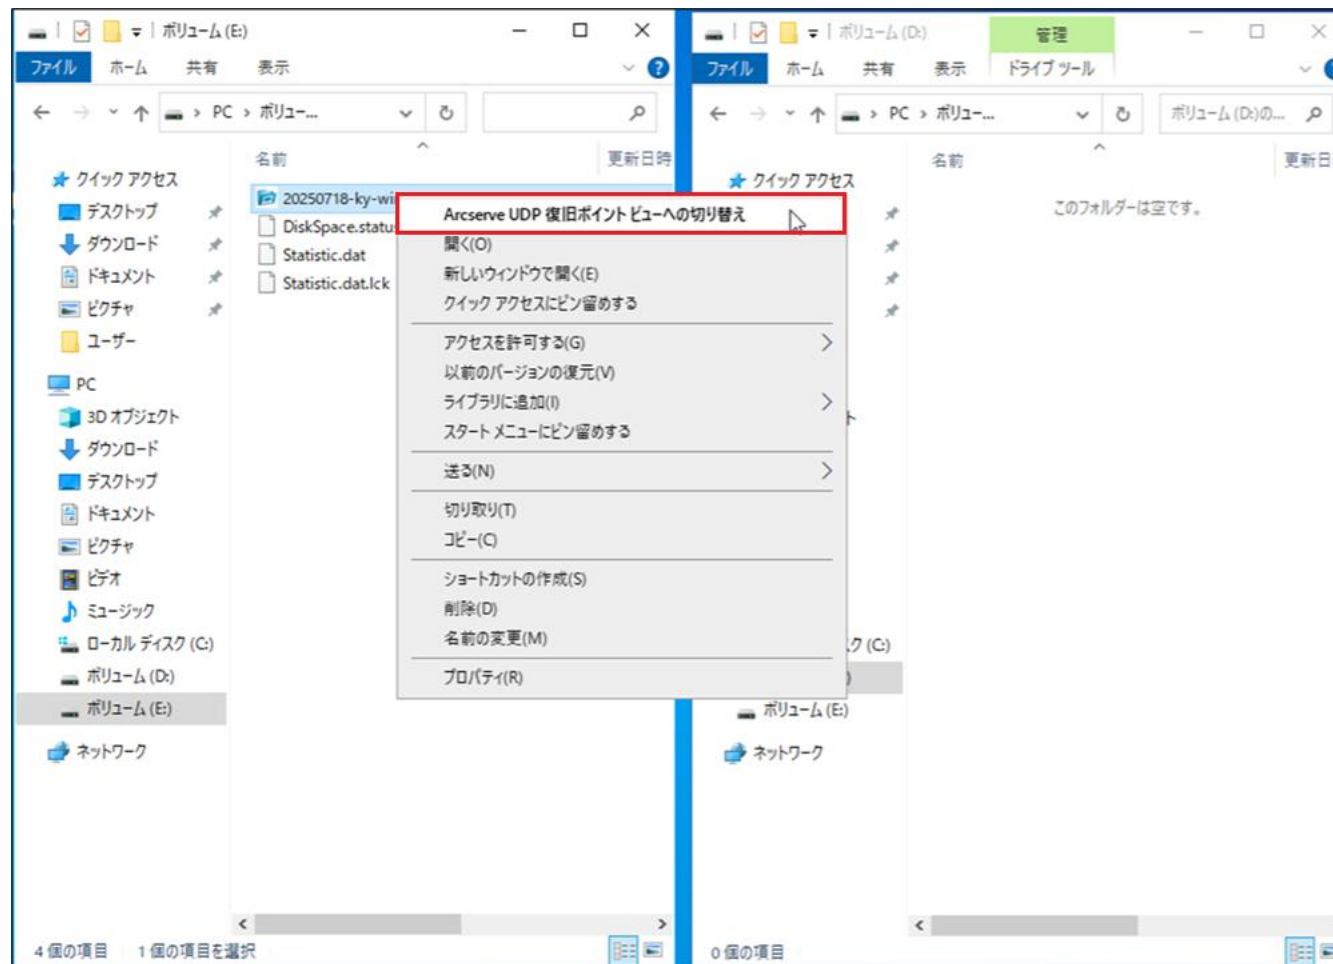 ボリューム (E:)
ファイル ホーム 共有 表示
PC › ボリュー...
名前 更新日時
クイック アクセス
デスクトップ
ダウンロード
ドキュメント
ピクチャ
ユーザー
PC
3D オブジェクト
ダウンロード
デスクトップ
ドキュメント
ピクチャ
ビデオ
ミュージック
ローカル ディスク (C:)
ボリューム (D:)
ボリューム (E:)
ネットワーク
20250718-ky-wi
DiskSpace.status
Statistic.dat
Statistic.dat.lck
4 個の項目 1 個の項目を選択
Arcserve UDP 復旧ポイント ビューへの切り替え
開く(O)
新しいウィンドウで開く(E)
クイック アクセスにピン留めする
アクセスを許可する(G)
以前のバージョンの復元(V)
ライブラリに追加(I)
スタート メニューにピン留めする
送る(N)
切り取り(T)
コピー(C)
ショートカットの作成(S)
削除(D)
名前の変更(M)
プロパティ(R)
ボリューム (D:)
管理
ファイル ホーム 共有 表示 ドライブ ツール
PC › ボリュー...
ボリューム (D:)の...
名前 更新日
クイック アクセス
このフォルダーは空です。
ク (C:)
ボリューム (E:)
ネットワーク
0 個の項目